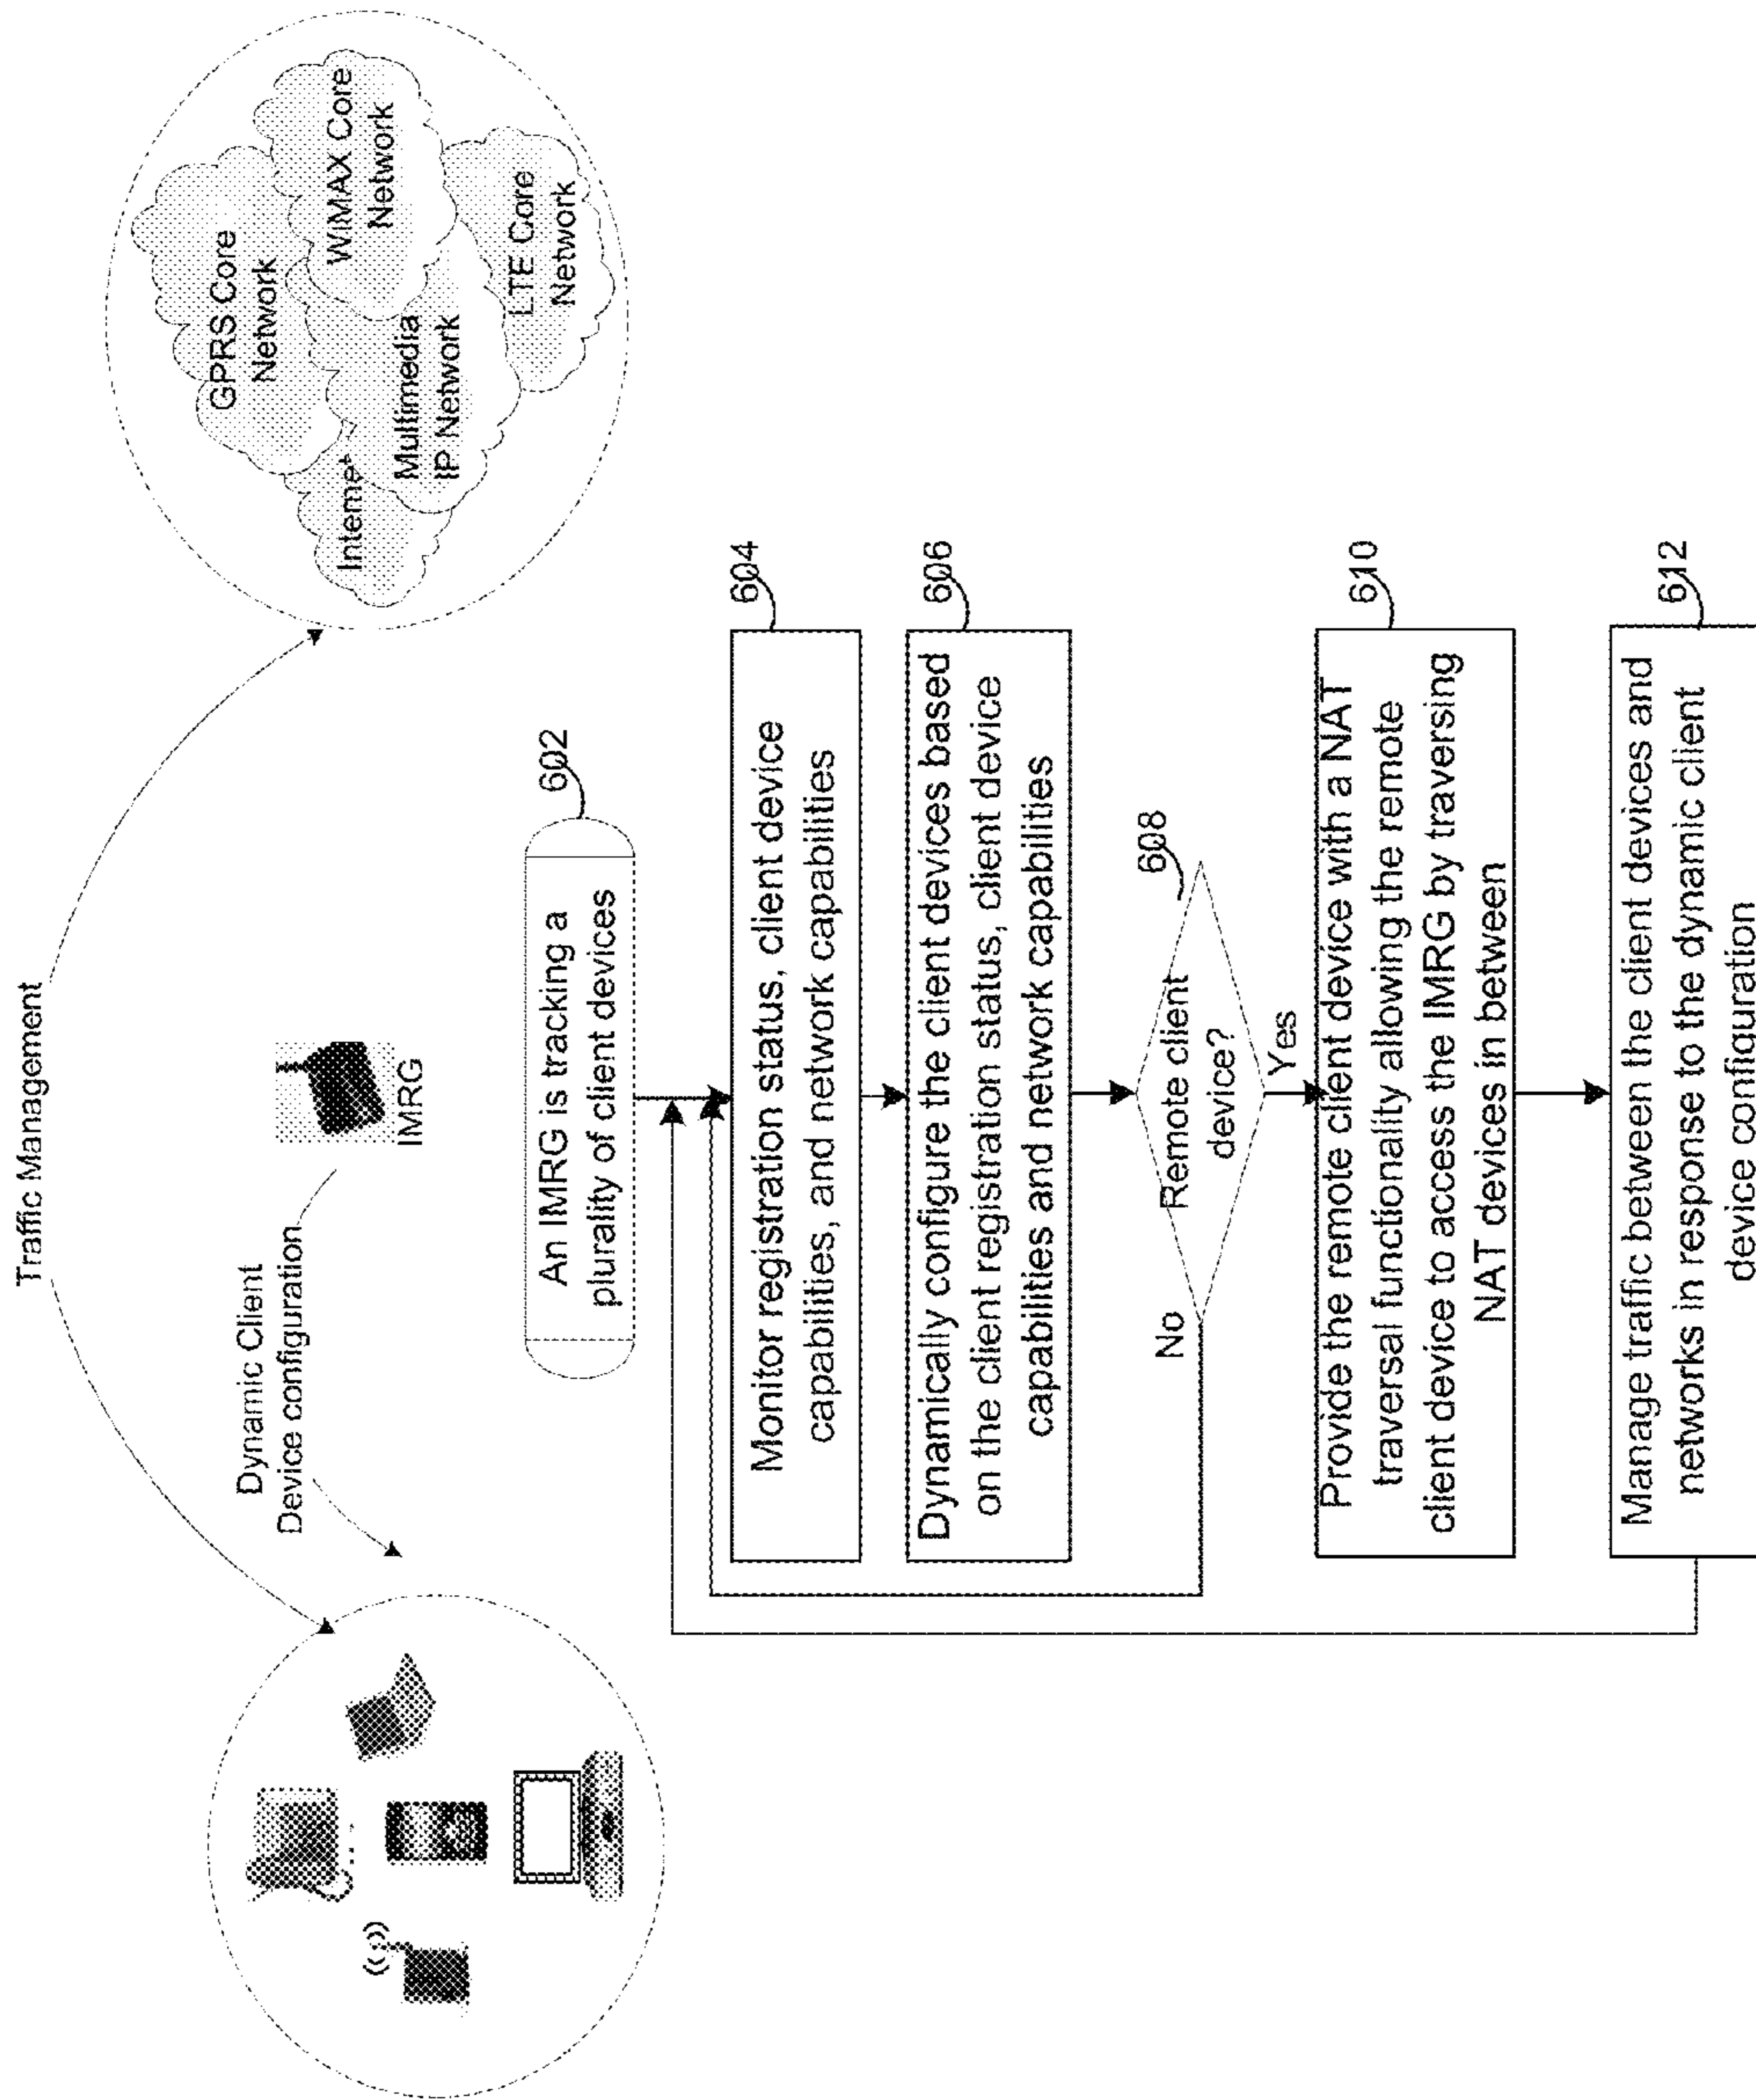 Traffic Management
Dynamic Client
Device configuration
IMRG
GPRS Core
Network
WiMAX Core
Network
Internet
Multimedia
IP Network
LTE Core
Network
602
An IMRG is tracking a
plurality of client devices
604
Monitor registration status, client device
capabilities, and network capabilities
606
Dynamically configure the client devices based
on the client registration status, client device
capabilities and network capabilities
608
Remote client
device?
No
Yes
610
Provide the remote client device with a NAT
traversal functionality allowing the remote
client device to access the IMRG by traversing
NAT devices in between
612
Manage traffic between the client devices and
networks in response to the dynamic client
device configuration